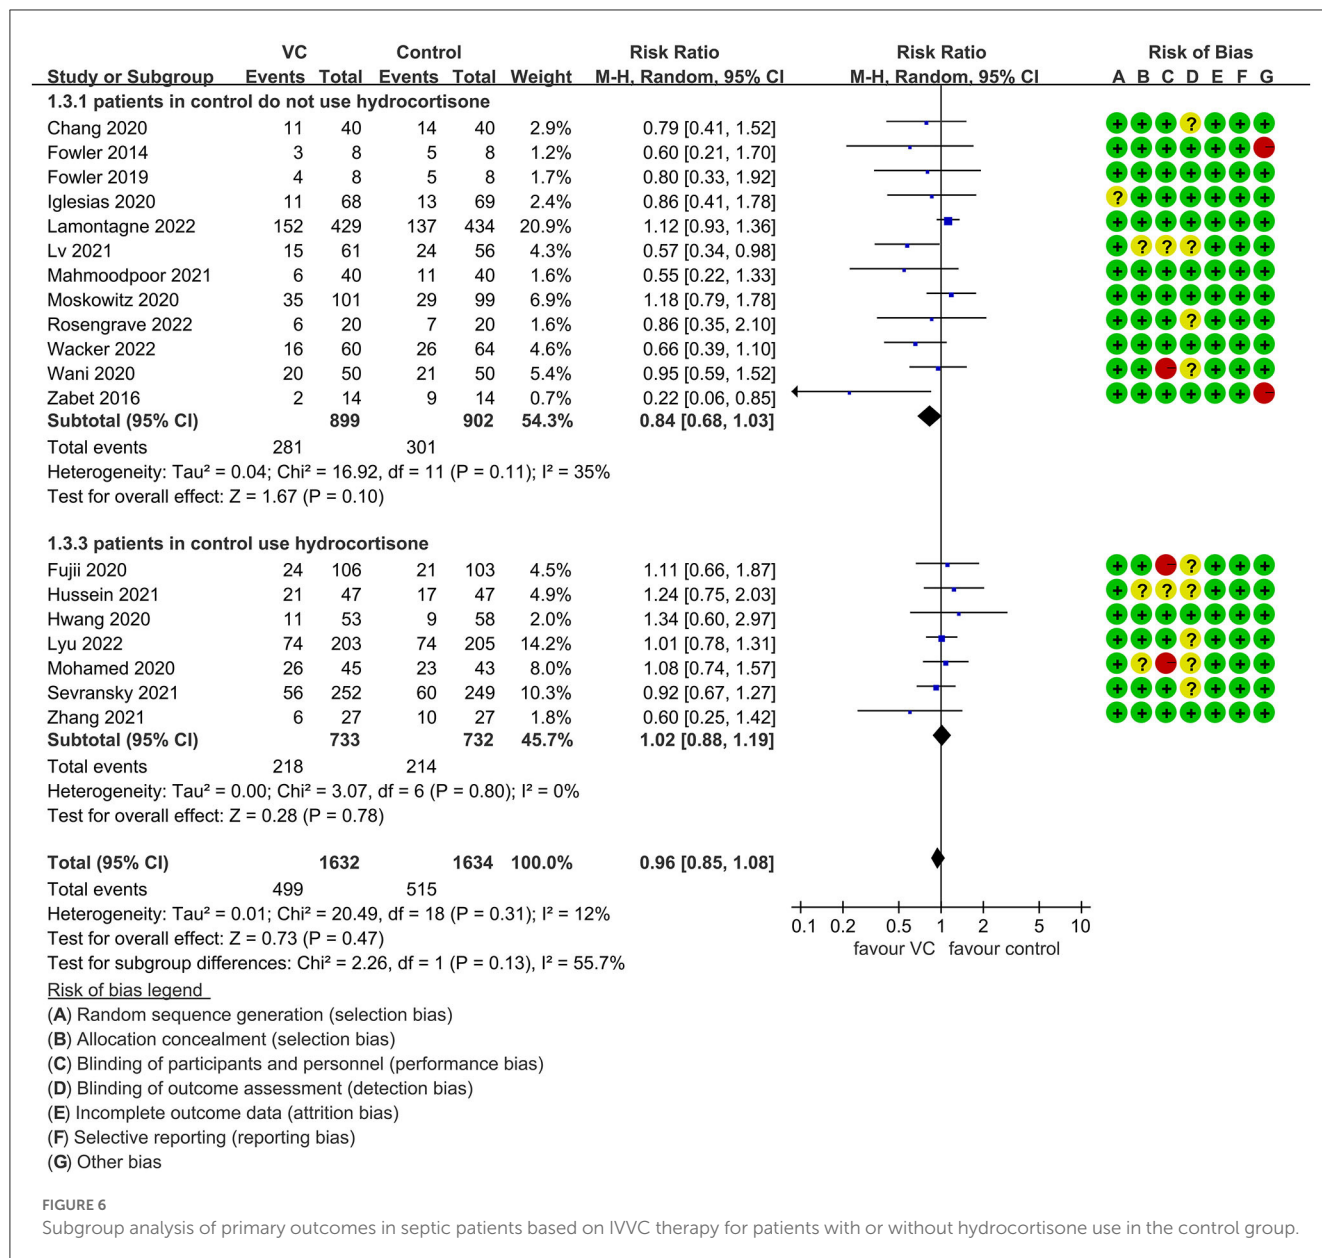 VC Control Risk Ratio Risk Ratio Risk of Bias
Study or Subgroup Events Total Events Total Weight M-H, Random, 95% CI M-H, Random, 95% CI A B C D E F G
1.3.1 patients in control do not use hydrocortisone
Chang 2020 11 40 14 40 2.9% 0.79 [0.41, 1.52] + + + ? + + +
Fowler 2014 3 8 5 8 1.2% 0.60 [0.21, 1.70] + + + + + + -
Fowler 2019 4 8 5 8 1.7% 0.80 [0.33, 1.92] + + + + + + +
Iglesias 2020 11 68 13 69 2.4% 0.86 [0.41, 1.78] ? + + + + + +
Lamontagne 2022 152 429 137 434 20.9% 1.12 [0.93, 1.36] + + + + + + +
Lv 2021 15 61 24 56 4.3% 0.57 [0.34, 0.98] + ? ? ? + + +
Mahmoodpoor 2021 6 40 11 40 1.6% 0.55 [0.22, 1.33] + + + + + + +
Moskowitz 2020 35 101 29 99 6.9% 1.18 [0.79, 1.78] + + + + + + +
Rosengrave 2022 6 20 7 20 1.6% 0.86 [0.35, 2.10] + + + ? + + +
Wacker 2022 16 60 26 64 4.6% 0.66 [0.39, 1.10] + + + + + + +
Wani 2020 20 50 21 50 5.4% 0.95 [0.59, 1.52] + + - ? + + +
Zabet 2016 2 14 9 14 0.7% 0.22 [0.06, 0.85] + + + + + + -
Subtotal (95% CI) 899 902 54.3% 0.84 [0.68, 1.03]
Total events 281 301
Heterogeneity: Tau² = 0.04; Chi² = 16.92, df = 11 (P = 0.11); I² = 35%
Test for overall effect: Z = 1.67 (P = 0.10)
1.3.3 patients in control use hydrocortisone
Fujii 2020 24 106 21 103 4.5% 1.11 [0.66, 1.87] + + - ? + + +
Hussein 2021 21 47 17 47 4.9% 1.24 [0.75, 2.03] + ? ? ? + + +
Hwang 2020 11 53 9 58 2.0% 1.34 [0.60, 2.97] + + + + + + +
Lyu 2022 74 203 74 205 14.2% 1.01 [0.78, 1.31] + + + ? + + +
Mohamed 2020 26 45 23 43 8.0% 1.08 [0.74, 1.57] + ? - ? + + +
Sevransky 2021 56 252 60 249 10.3% 0.92 [0.67, 1.27] + + + ? + + +
Zhang 2021 6 27 10 27 1.8% 0.60 [0.25, 1.42] + + + + + + +
Subtotal (95% CI) 733 732 45.7% 1.02 [0.88, 1.19]
Total events 218 214
Heterogeneity: Tau² = 0.00; Chi² = 3.07, df = 6 (P = 0.80); I² = 0%
Test for overall effect: Z = 0.28 (P = 0.78)
Total (95% CI) 1632 1634 100.0% 0.96 [0.85, 1.08]
Total events 499 515
Heterogeneity: Tau² = 0.01; Chi² = 20.49, df = 18 (P = 0.31); I² = 12%
Test for overall effect: Z = 0.73 (P = 0.47)
Test for subgroup differences: Chi² = 2.26, df = 1 (P = 0.13), I² = 55.7%
0.1 0.2 0.5 1 2 5 10
favour VC favour control
Risk of bias legend
(A) Random sequence generation (selection bias)
(B) Allocation concealment (selection bias)
(C) Blinding of participants and personnel (performance bias)
(D) Blinding of outcome assessment (detection bias)
(E) Incomplete outcome data (attrition bias)
(F) Selective reporting (reporting bias)
(G) Other bias
FIGURE 6
Subgroup analysis of primary outcomes in septic patients based on IVVC therapy for patients with or without hydrocortisone use in the control group.